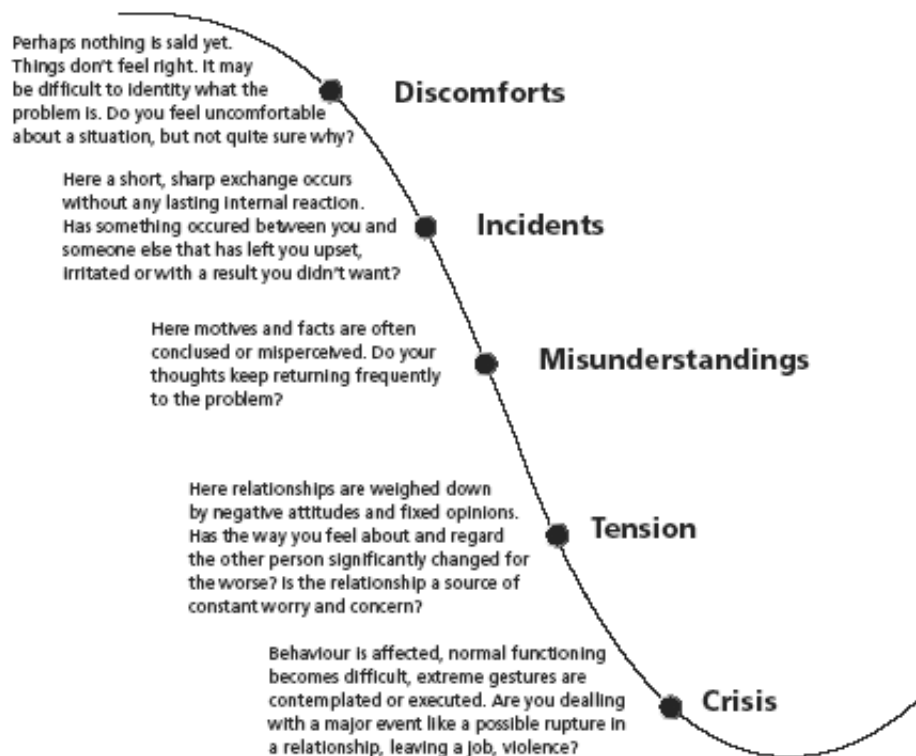 Perhaps nothing is sald yet.
Things don't feel right. It may
be difficult to identity what the
problem is. Do you feel uncomfortable
about a situation, but not quite sure why?
Discomforts
Here a short, sharp exchange occurs
without any lasting internal reaction.
Has something occured between you and
someone else that has left you upset,
irritated or with a result you didn't want?
Incidents
Here motives and facts are often
conclused or misperceived. Do your
thoughts keep returning frequently
to the problem?
Misunderstandings
Here relationships are weighed down
by negative attitudes and fixed opinions.
Has the way you feel about and regard
the other person significantly changed for
the worse? Is the relationship a source of
constant worry and concern?
Tension
Behaviour is affected, normal functioning
becomes difficult, extreme gestures are
contemplated or executed. Are you dealling
with a major event like a possible rupture in
a relationship, leaving a job, violence?
Crisis